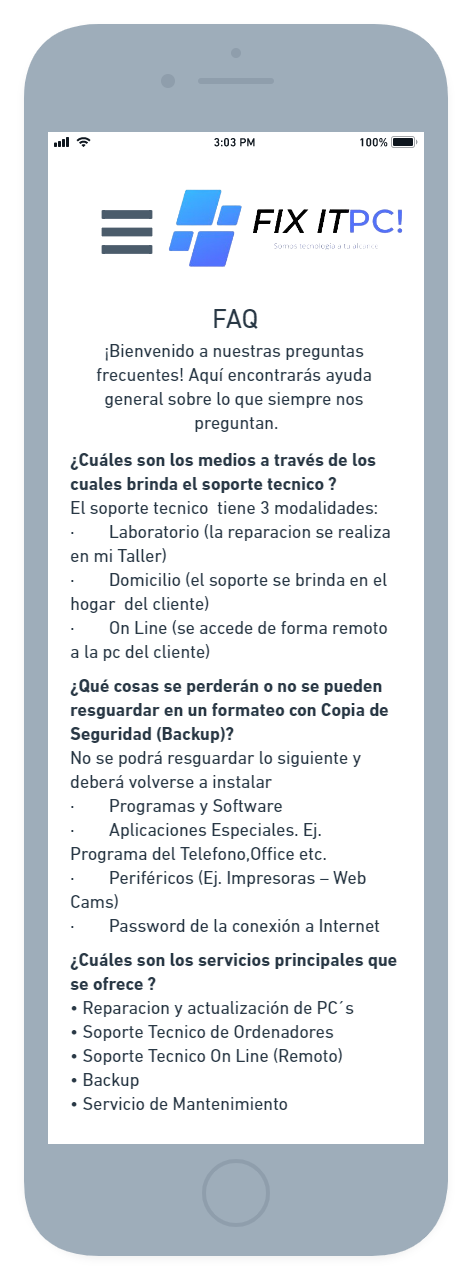 3:03 PM
100%
FIX ITPC!
Somos tecnología a tu alcance
FAQ
¡Bienvenido a nuestras preguntas
frecuentes! Aquí encontrarás ayuda
general sobre lo que siempre nos
preguntan.
¿Cuáles son los medios a través de los
cuales brinda el soporte tecnico ?
El soporte tecnico  tiene 3 modalidades:
·       Laboratorio (la reparacion se realiza
en mi Taller)
·       Domicilio (el soporte se brinda en el
hogar  del cliente)
·       On Line (se accede de forma remoto
a la pc del cliente)
¿Qué cosas se perderán o no se pueden
resguardar en un formateo con Copia de
Seguridad (Backup)?
No se podrá resguardar lo siguiente y
deberá volverse a instalar
·       Programas y Software
·       Aplicaciones Especiales. Ej.
Programa del Telefono,Office etc.
·       Periféricos (Ej. Impresoras – Web
Cams)
·       Password de la conexión a Internet
¿Cuáles son los servicios principales que
se ofrece ?
• Reparacion y actualización de PC´s
• Soporte Tecnico de Ordenadores
• Soporte Tecnico On Line (Remoto)
• Backup
• Servicio de Mantenimiento